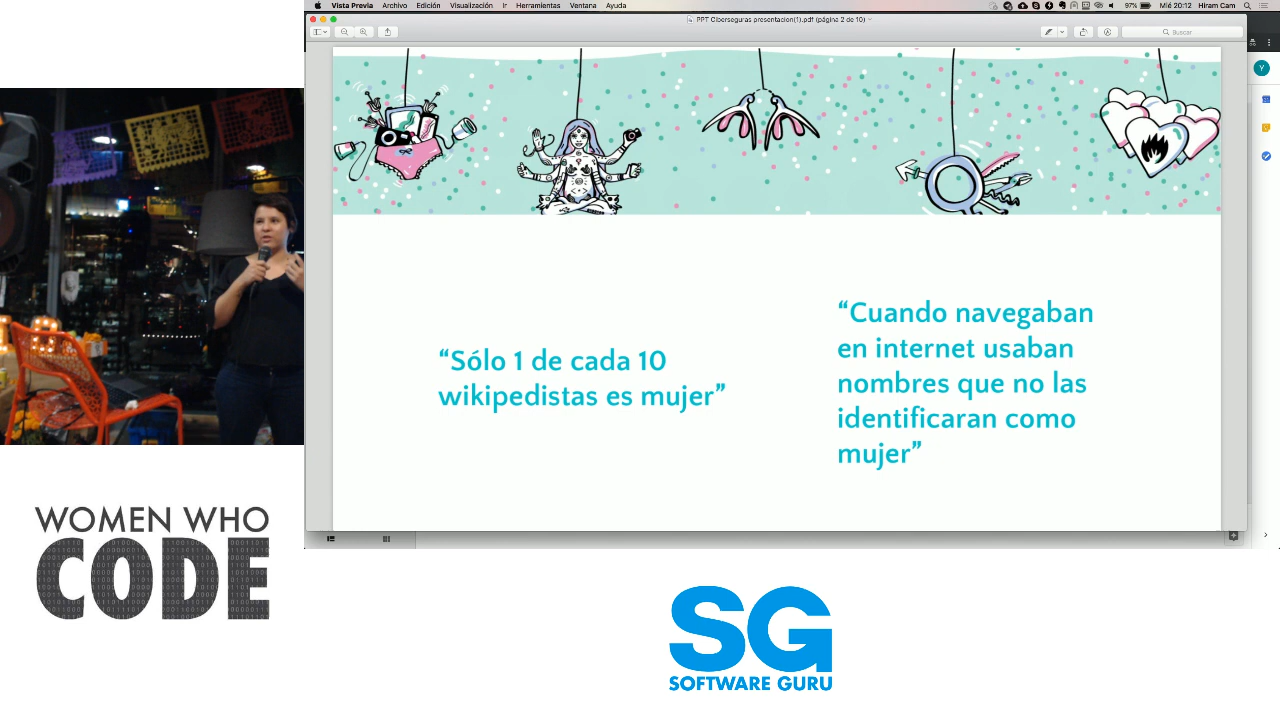 Vista Previa Archivo Edición Visualización Ir Herramientas Ventana Ayuda
97% Mié 20:12 Hiram Cam
PPT Ciberseguras presentacion(1).pdf (página 2 de 10)
Buscar
Y
“Sólo 1 de cada 10
wikipedistas es mujer”
“Cuando navegaban
en internet usaban
nombres que no las
identificaran como
mujer”
WOMEN WHO
CODE
SG
SOFTWARE GURU